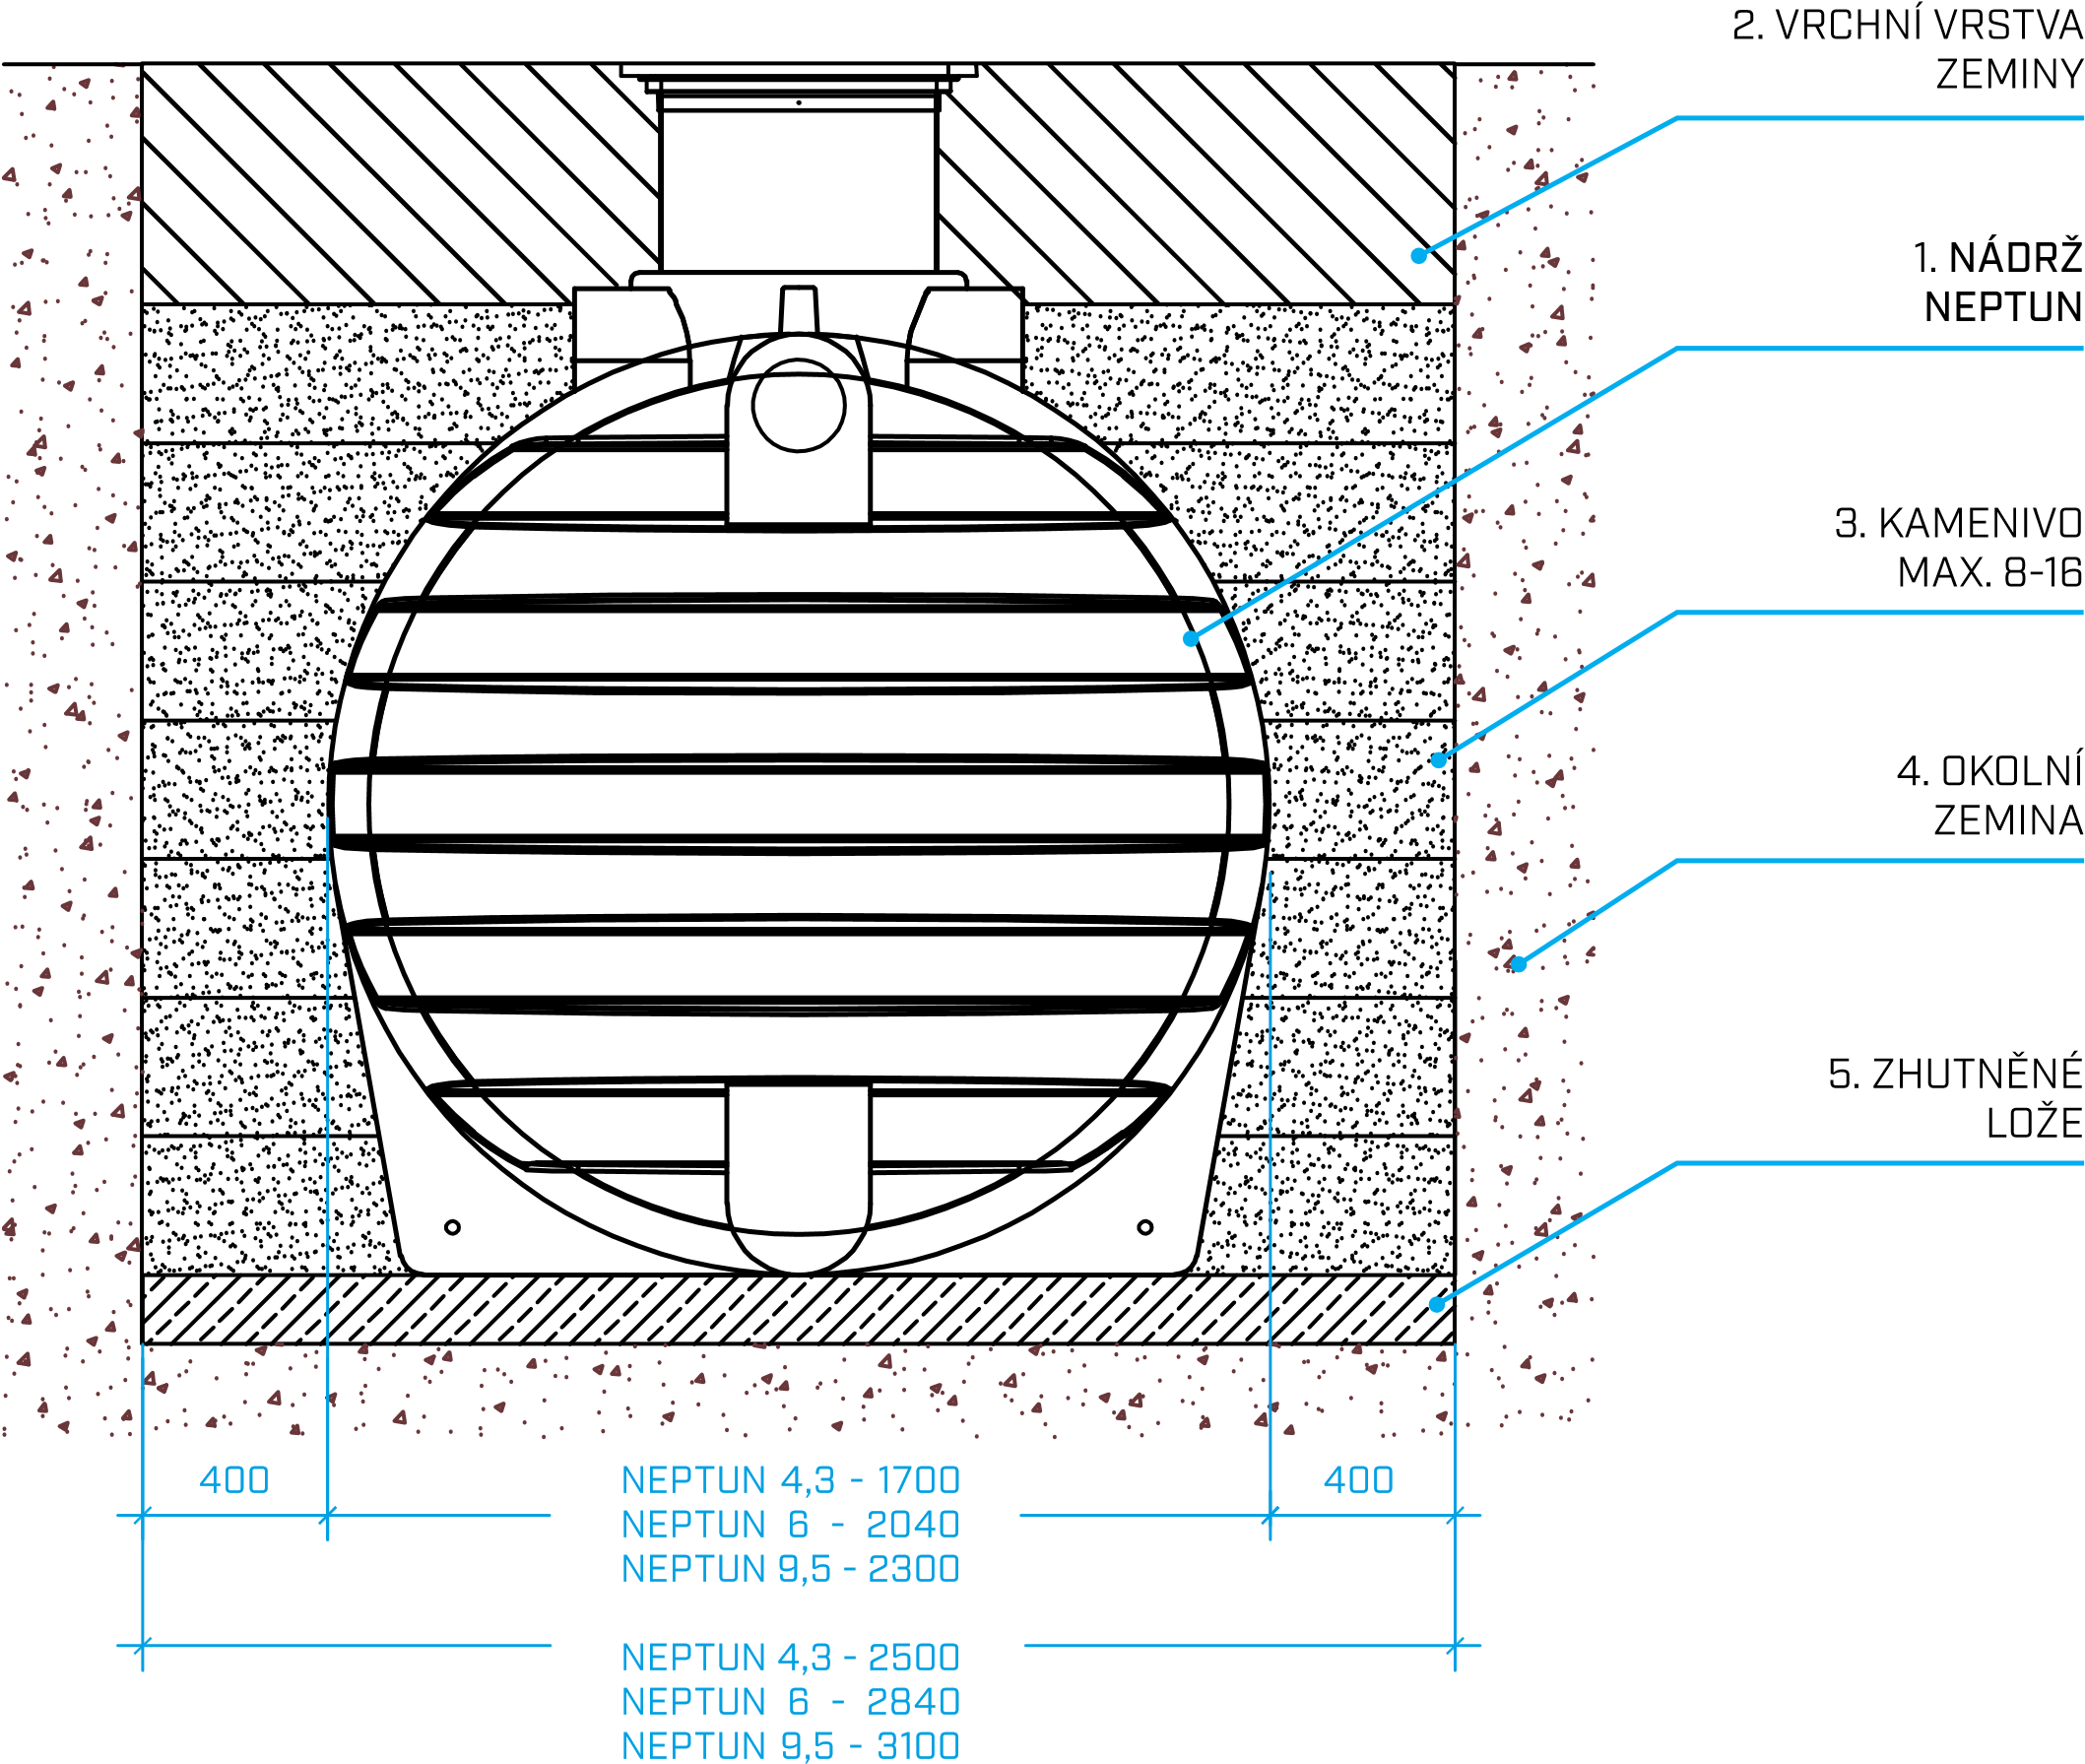 2. VRCHNÍ VRSTVA
ZEMINY
1. NÁDRŽ
NEPTUN
3. KAMENIVO
MAX. 8-16
4. OKOLNÍ
ZEMINA
5. ZHUTNĚNÉ
LOŽE
400
NEPTUN 4,3 - 1700
NEPTUN 6 - 2040
NEPTUN 9,5 - 2300
400
NEPTUN 4,3 - 2500
NEPTUN 6 - 2840
NEPTUN 9,5 - 3100